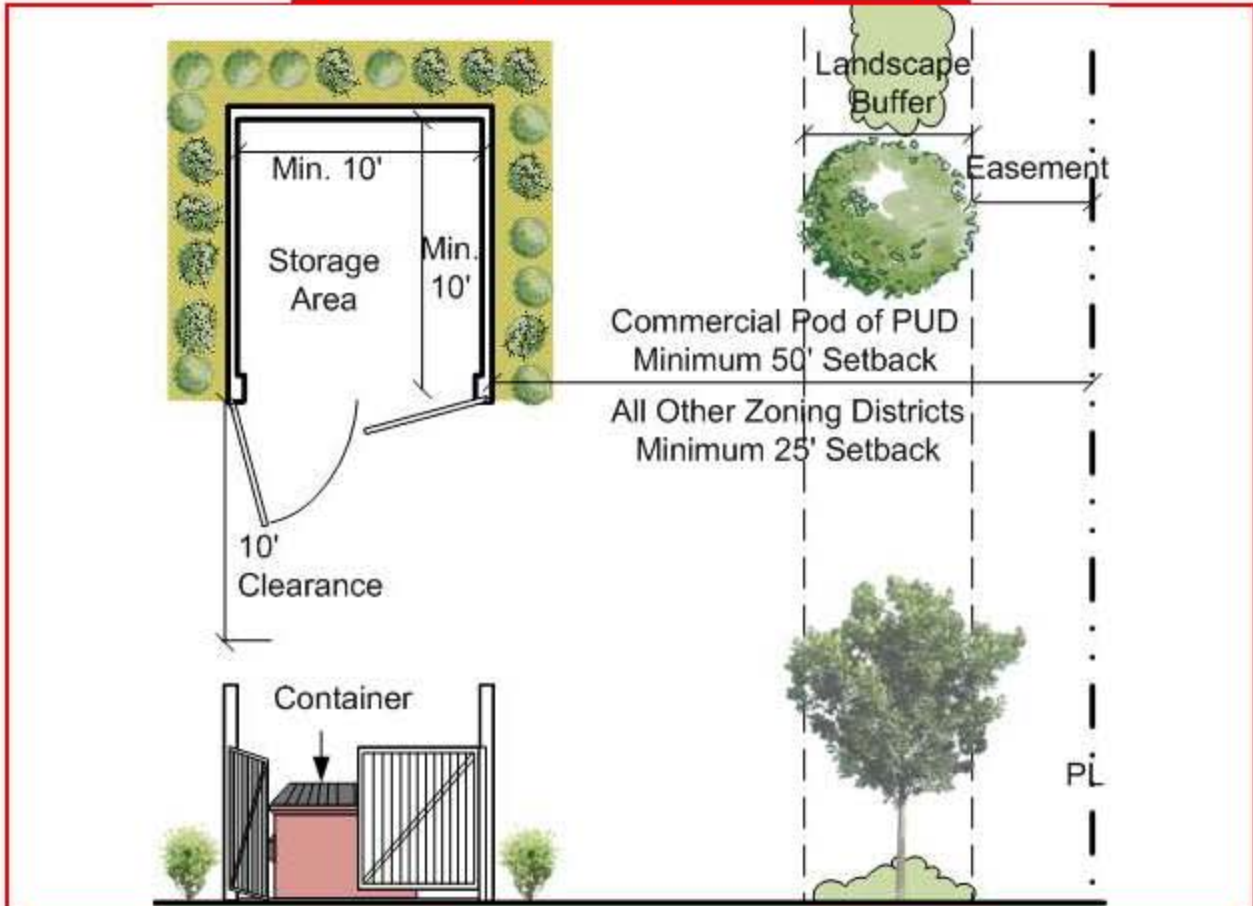 Landscape
Buffer
Easement
Min. 10'
Min.
10'
Storage
Area
Commercial Pod of PUD
Minimum 50' Setback
All Other Zoning Districts
Minimum 25' Setback
10'
Clearance
Container
PL